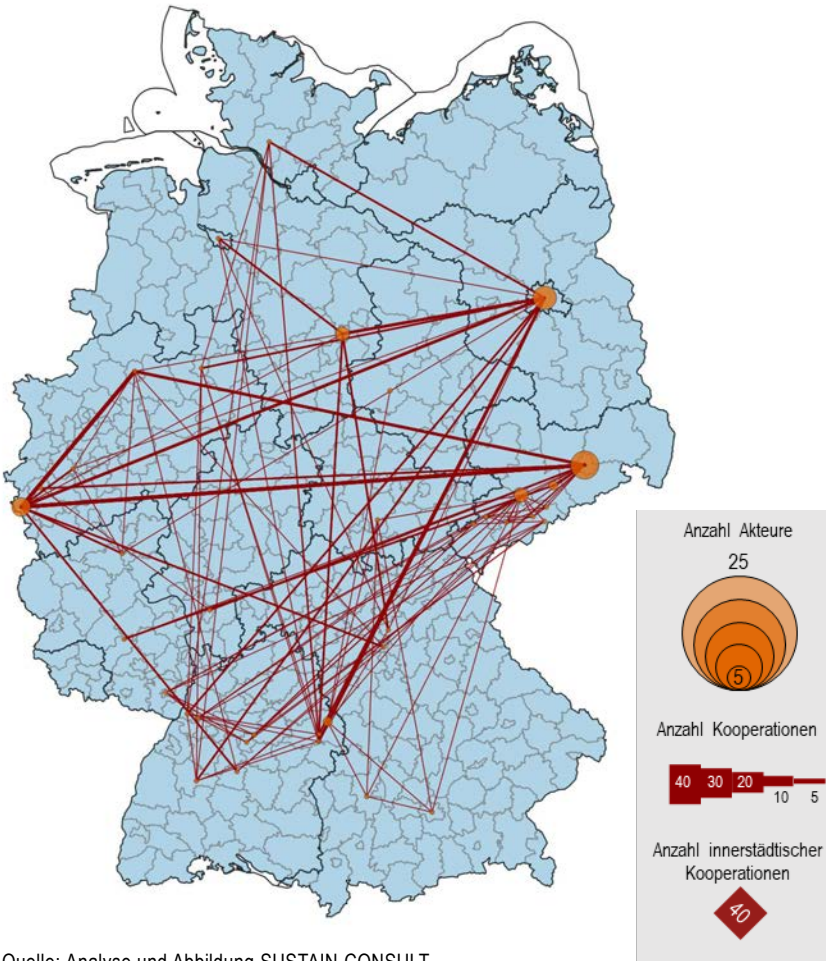 Anzahl Akteure
25
5
Anzahl Kooperationen
40 30 20 10 5
Anzahl innerstädtischer
Kooperationen
40
Quelle: Analyse und Abbildung SUSTAIN CONSULT